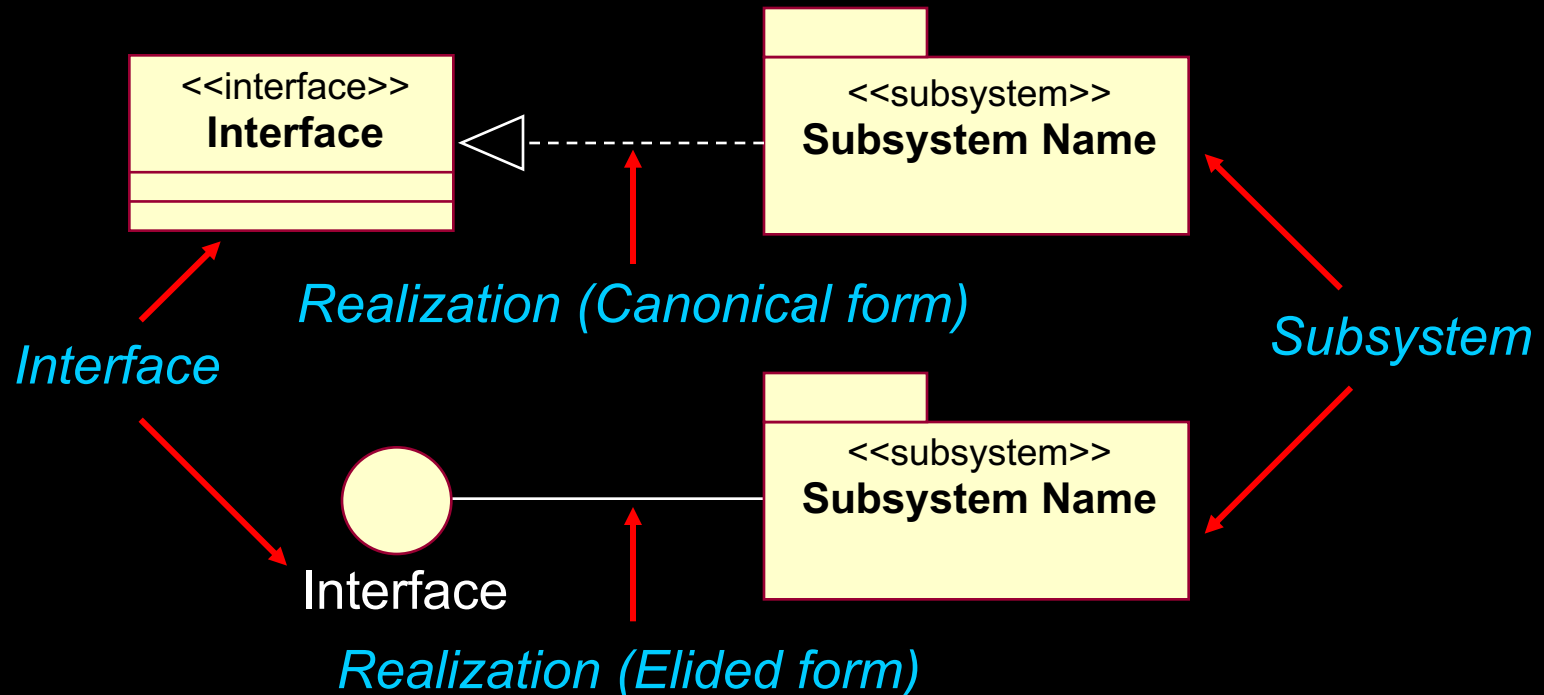 <<interface>>
Interface
<<subsystem>>
Subsystem Name
Realization (Canonical form)
Interface
Subsystem
<<subsystem>>
Subsystem Name
Interface
Realization (Elided form)